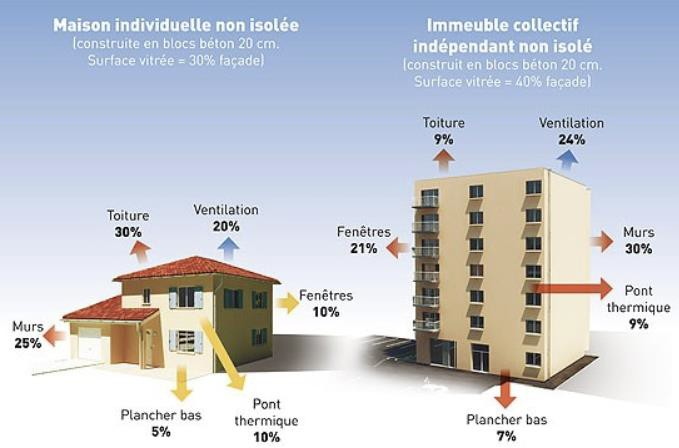 Maison individuelle non isolée
(construite en blocs béton 20 cm.
Surface vitrée = 30% façade)
Immeuble collectif
indépendant non isolé
(construit en blocs béton 20 cm.
Surface vitrée = 40% façade)
Toiture
30%
Ventilation
20%
Fenêtres
10%
Murs
25%
Plancher bas
5%
Pont
thermique
10%
Toiture
9%
Ventilation
24%
Fenêtres
21%
Murs
30%
Pont
thermique
9%
Plancher bas
7%